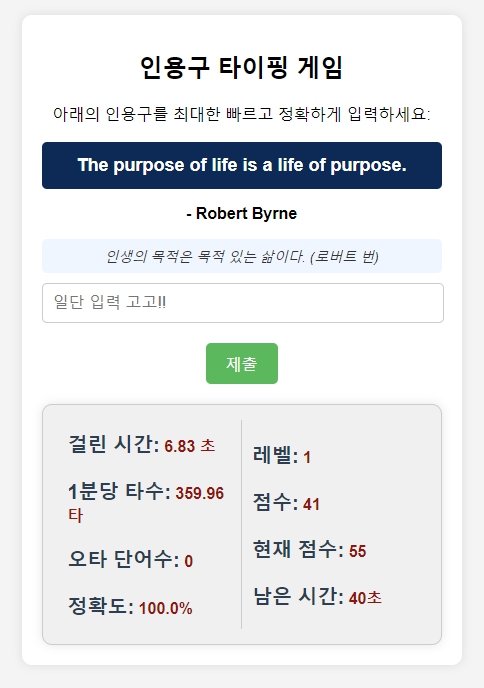 인용구 타이핑 게임
아래의 인용구를 최대한 빠르고 정확하게 입력하세요:
The purpose of life is a life of purpose.
- Robert Byrne
인생의 목적은 목적 있는 삶이다. (로버트 번)
일단 입력 고고!!
제출
걸린 시간: 6.83 초
1분당 타수: 359.96
타
오타 단어수: 0
정확도: 100.0%
레벨: 1
점수: 41
현재 점수: 55
남은 시간: 40초